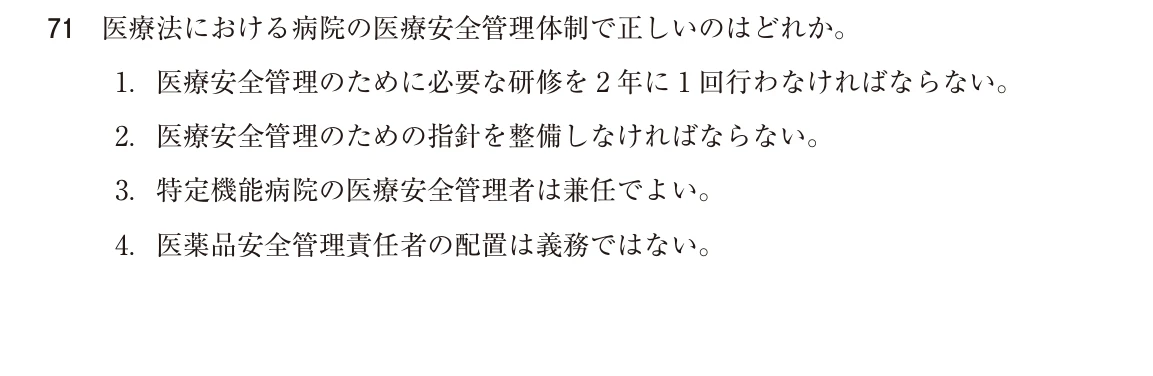 71 医療法における病院の医療安全管理体制で正しいのはどれか。
1. 医療安全管理のために必要な研修を2年に1回行わなければならない。
2. 医療安全管理のための指針を整備しなければならない。
3. 特定機能病院の医療安全管理者は兼任でよい。
4. 医薬品安全管理責任者の配置は義務ではない。